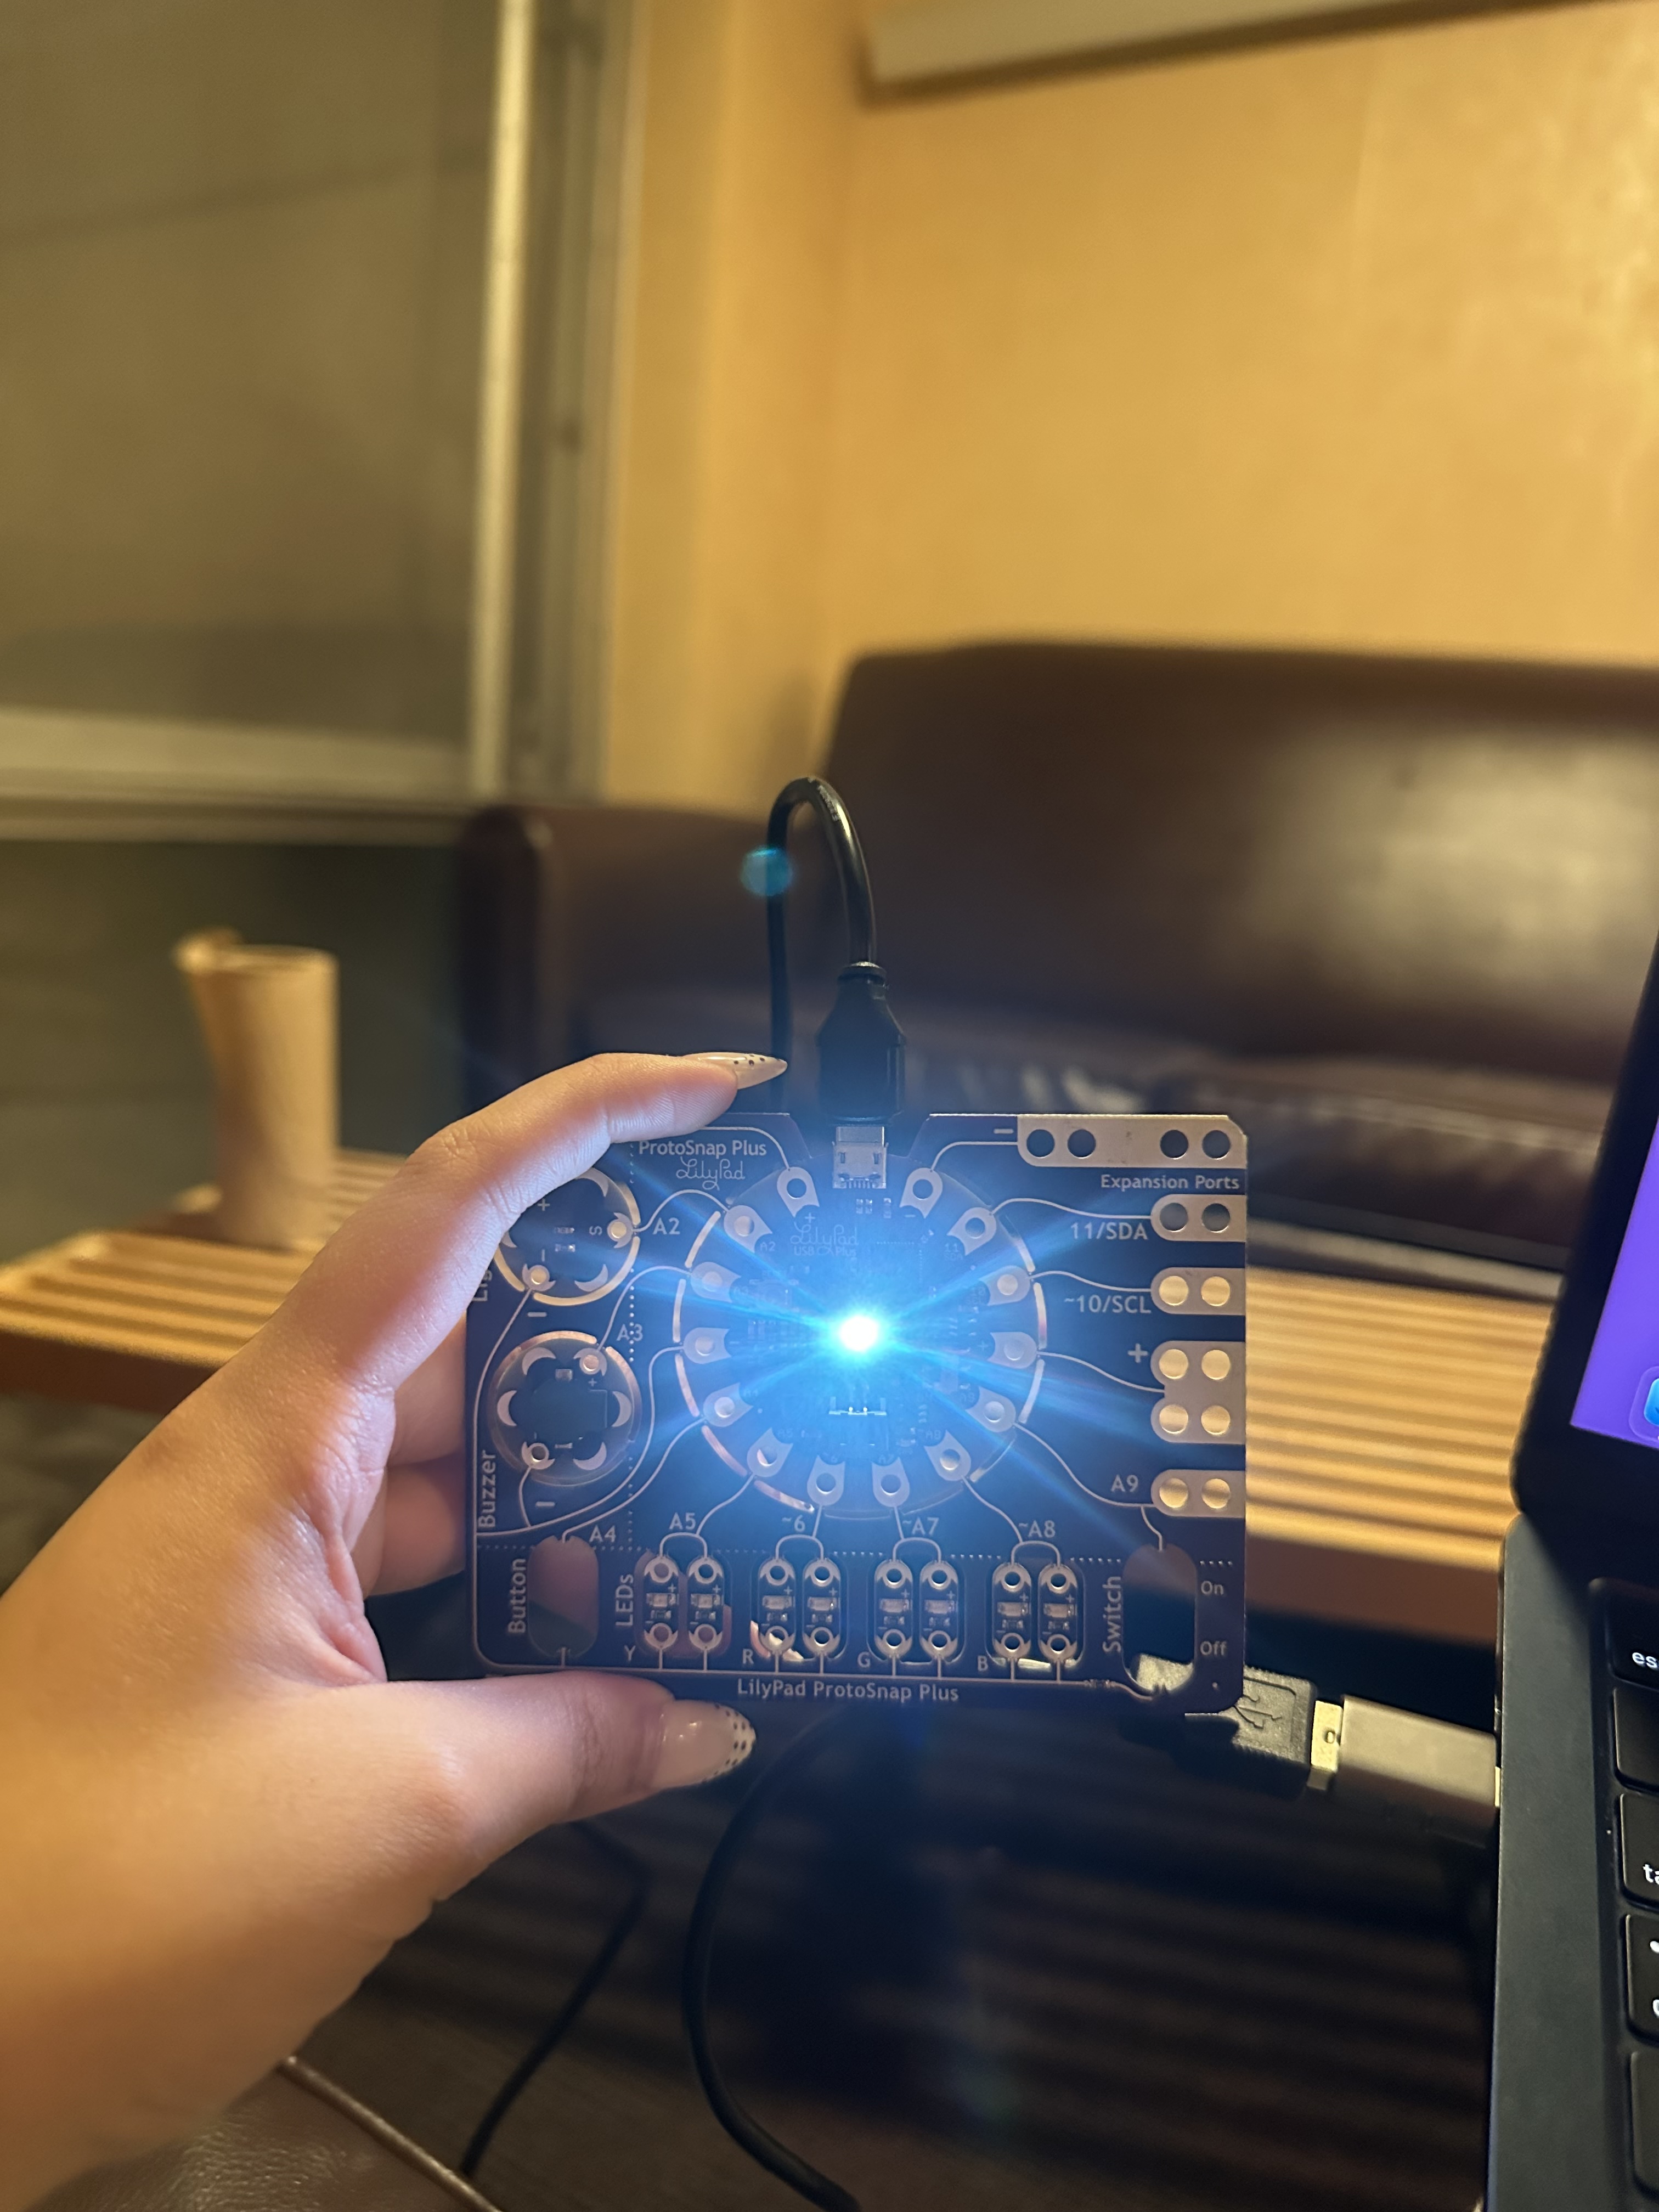 ProtoSnap Plus
LilyPad
Expansion Ports
A2
11/SDA
LilyPad
USB
Plus
~10/SCL
A3
+
A9
Buzzer
A4
A5
~6
~A7
~A8
Button
LEDs
Switch
On
Off
Y
R
G
B
LilyPad ProtoSnap Plus
es